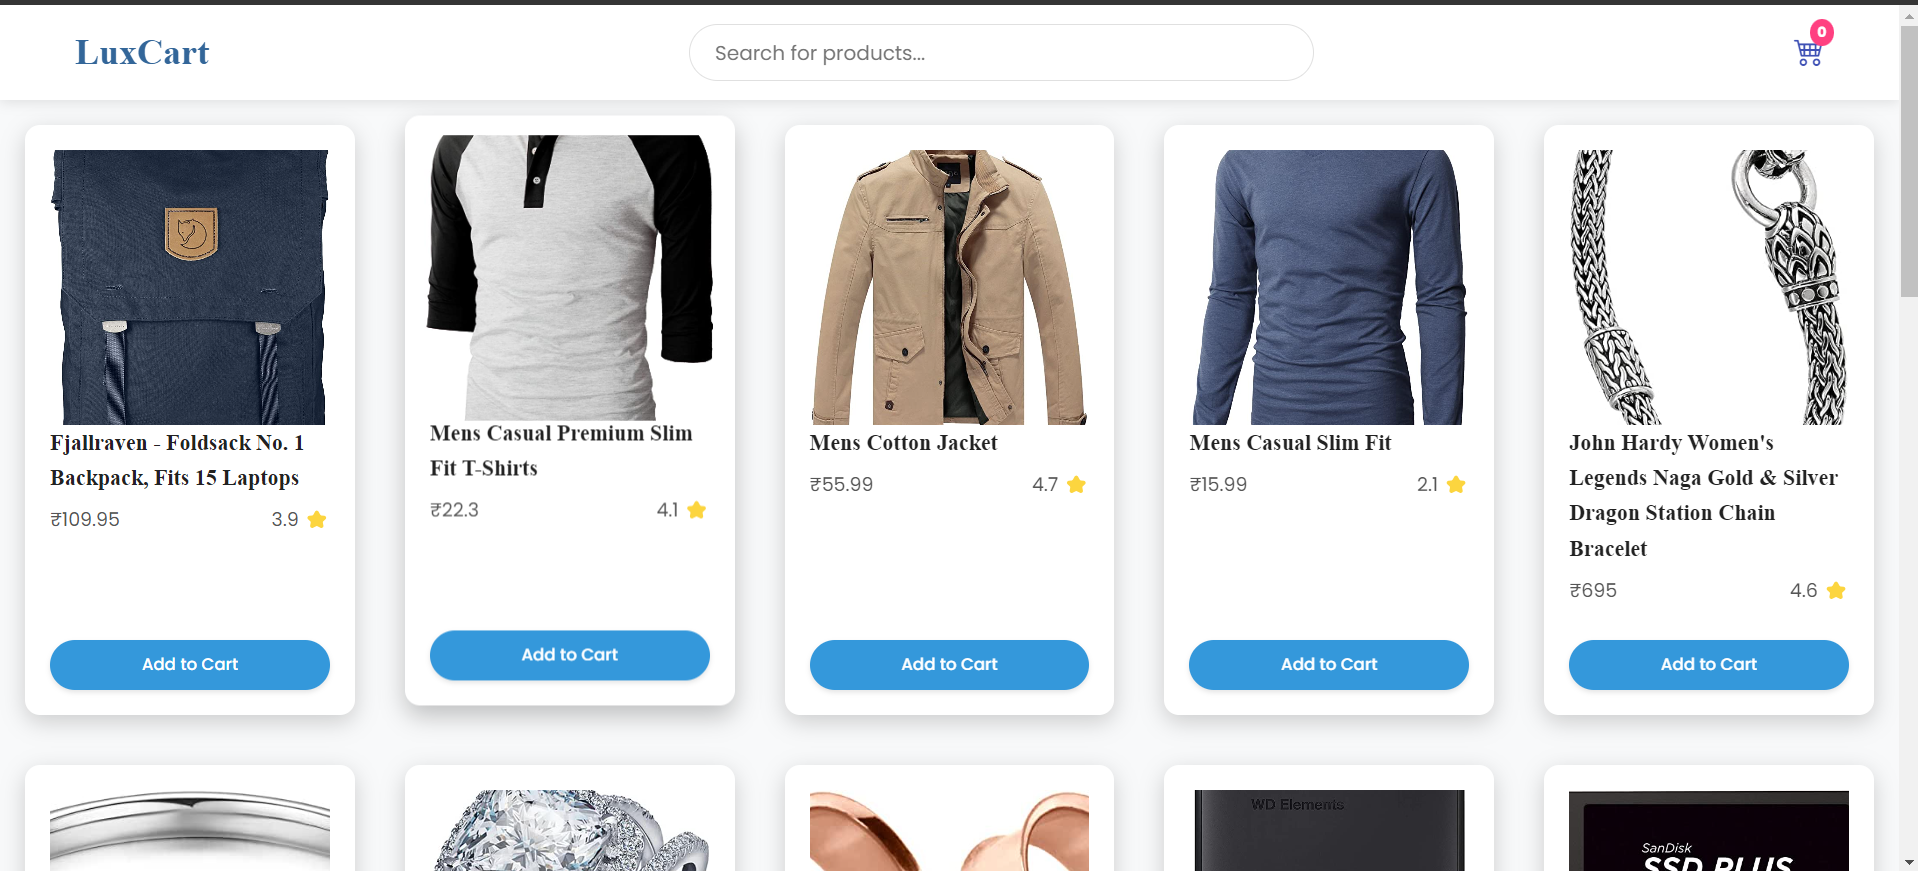 LuxCart
Search for products...
0
Fjallraven - Foldsack No. 1
Backpack, Fits 15 Laptops
₹109.95
3.9
Add to Cart
Mens Casual Premium Slim
Fit T-Shirts
₹22.3
4.1
Add to Cart
Mens Cotton Jacket
₹55.99
4.7
Add to Cart
Mens Casual Slim Fit
₹15.99
2.1
Add to Cart
John Hardy Women's
Legends Naga Gold & Silver
Dragon Station Chain
Bracelet
₹695
4.6
Add to Cart
WD Elements
SanDisk
SSD PLUS